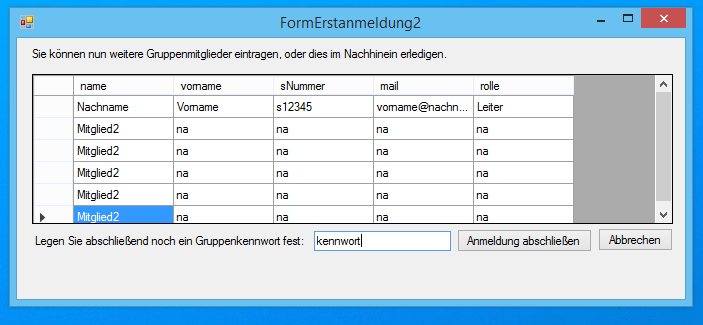 FormErstanmeldung2
Sie können nun weitere Gruppenmitglieder eintragen, oder dies im Nachhinein erledigen.
name vorname sNummer mail rolle
Nachname Vorname s12345 vorname@nachn... Leiter
Mitglied2 na na na na
Mitglied2 na na na na
Mitglied2 na na na na
Mitglied2 na na na na
Mitglied2 na na na na
Legen Sie abschließend noch ein Gruppenkennwort fest: kennwort Anmeldung abschließen Abbrechen